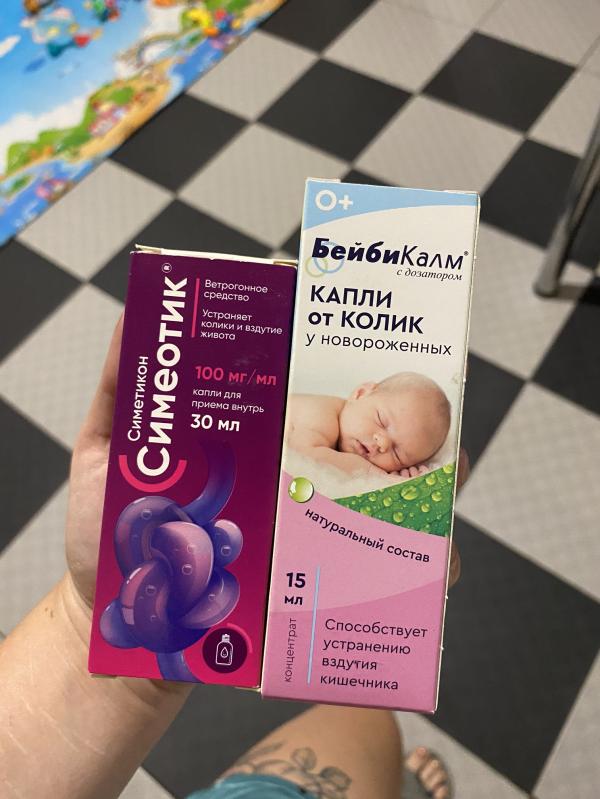 Симетикон
Симеотик®
Ветрогонное
средство
Устраняет
колики и вздутие
живота
100 мг/мл
капли для
приема внутрь
30 мл
0+
БейбиКалм®
с дозатором
КАПЛИ
от КОЛИК
у новороженных
натуральный состав
15
мл
концентрат
Способствует
устранению
вздутия
кишечника